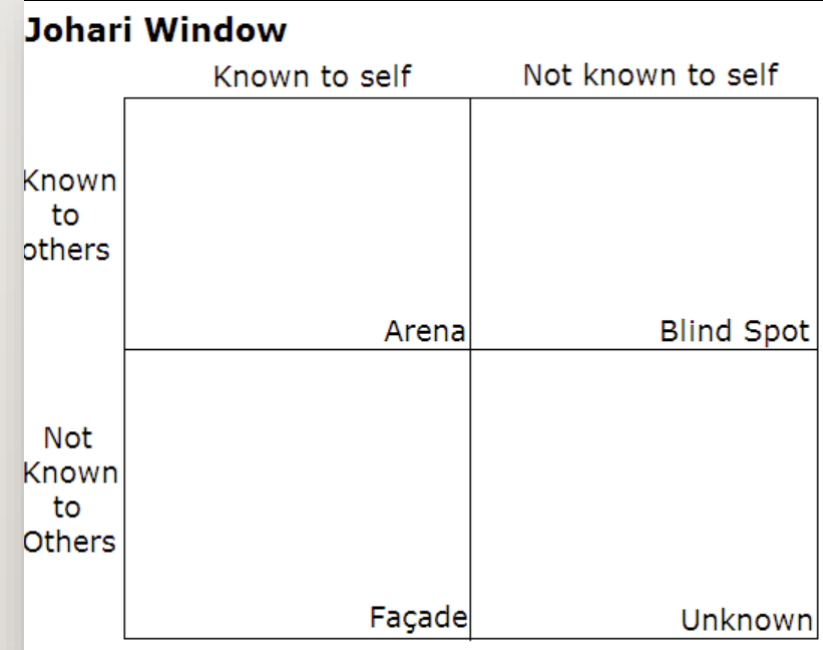 Johari Window
Known to self
Not known to self
Known
to
others
Arena
Blind Spot
Not
Known
to
Others
Façade
Unknown